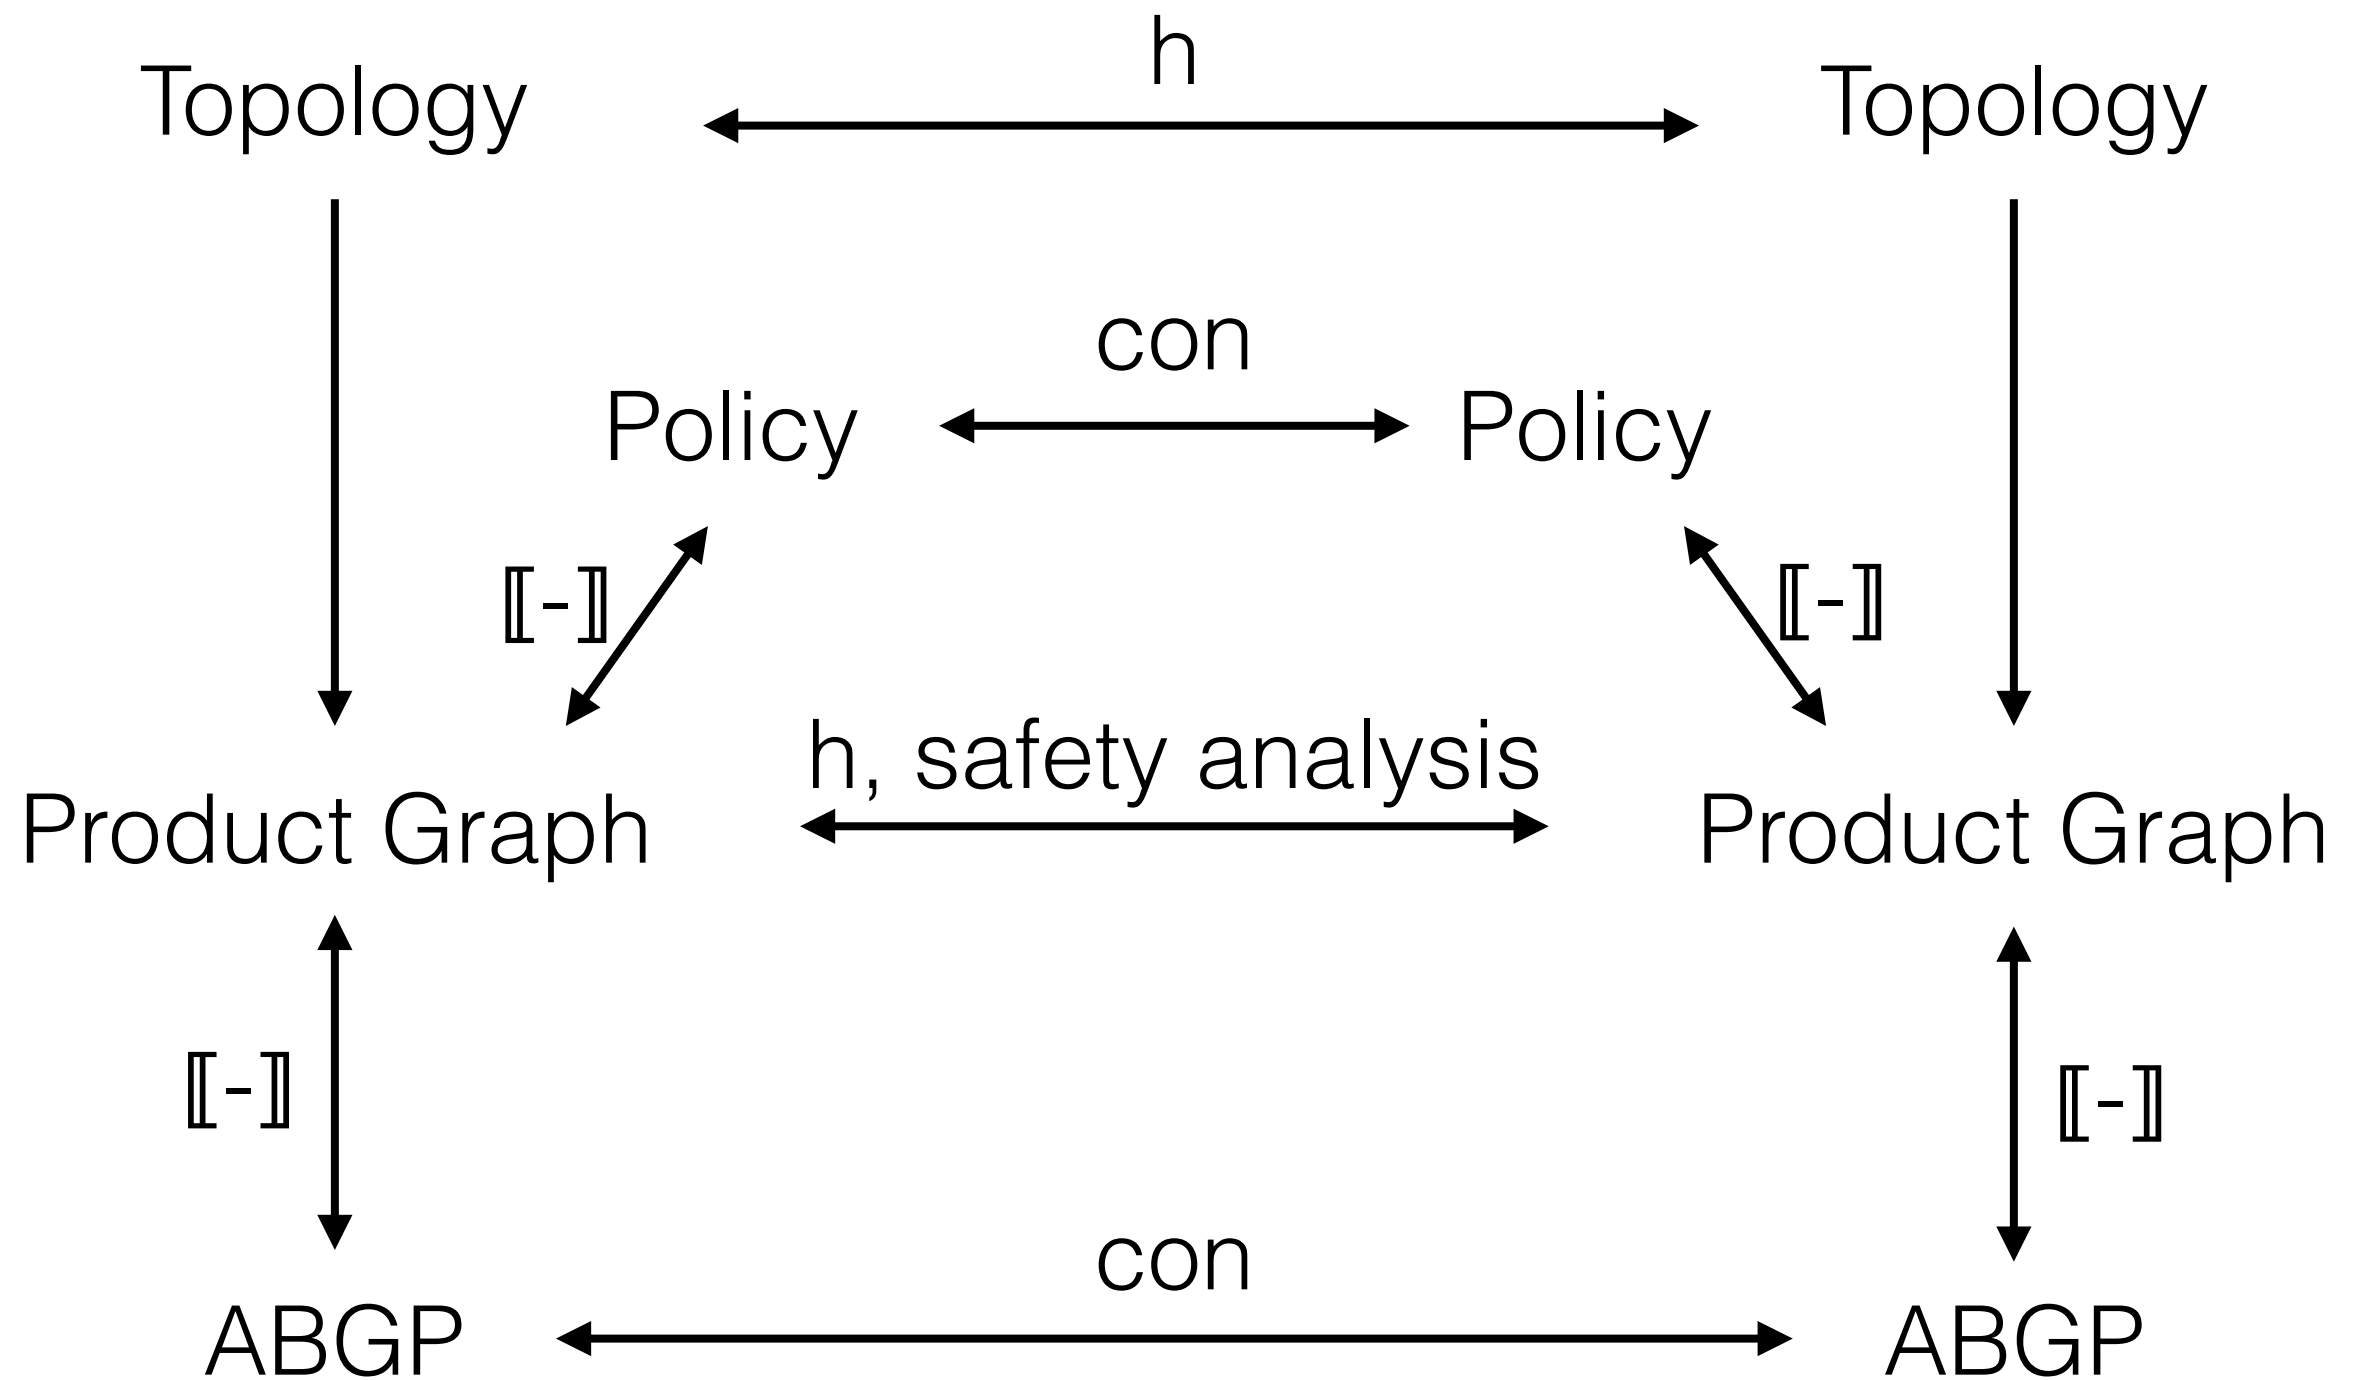 h
Topology Topology
con
Policy Policy
⟦-⟧ ⟦-⟧
h, safety analysis
Product Graph Product Graph
⟦-⟧ ⟦-⟧
con
ABGP ABGP